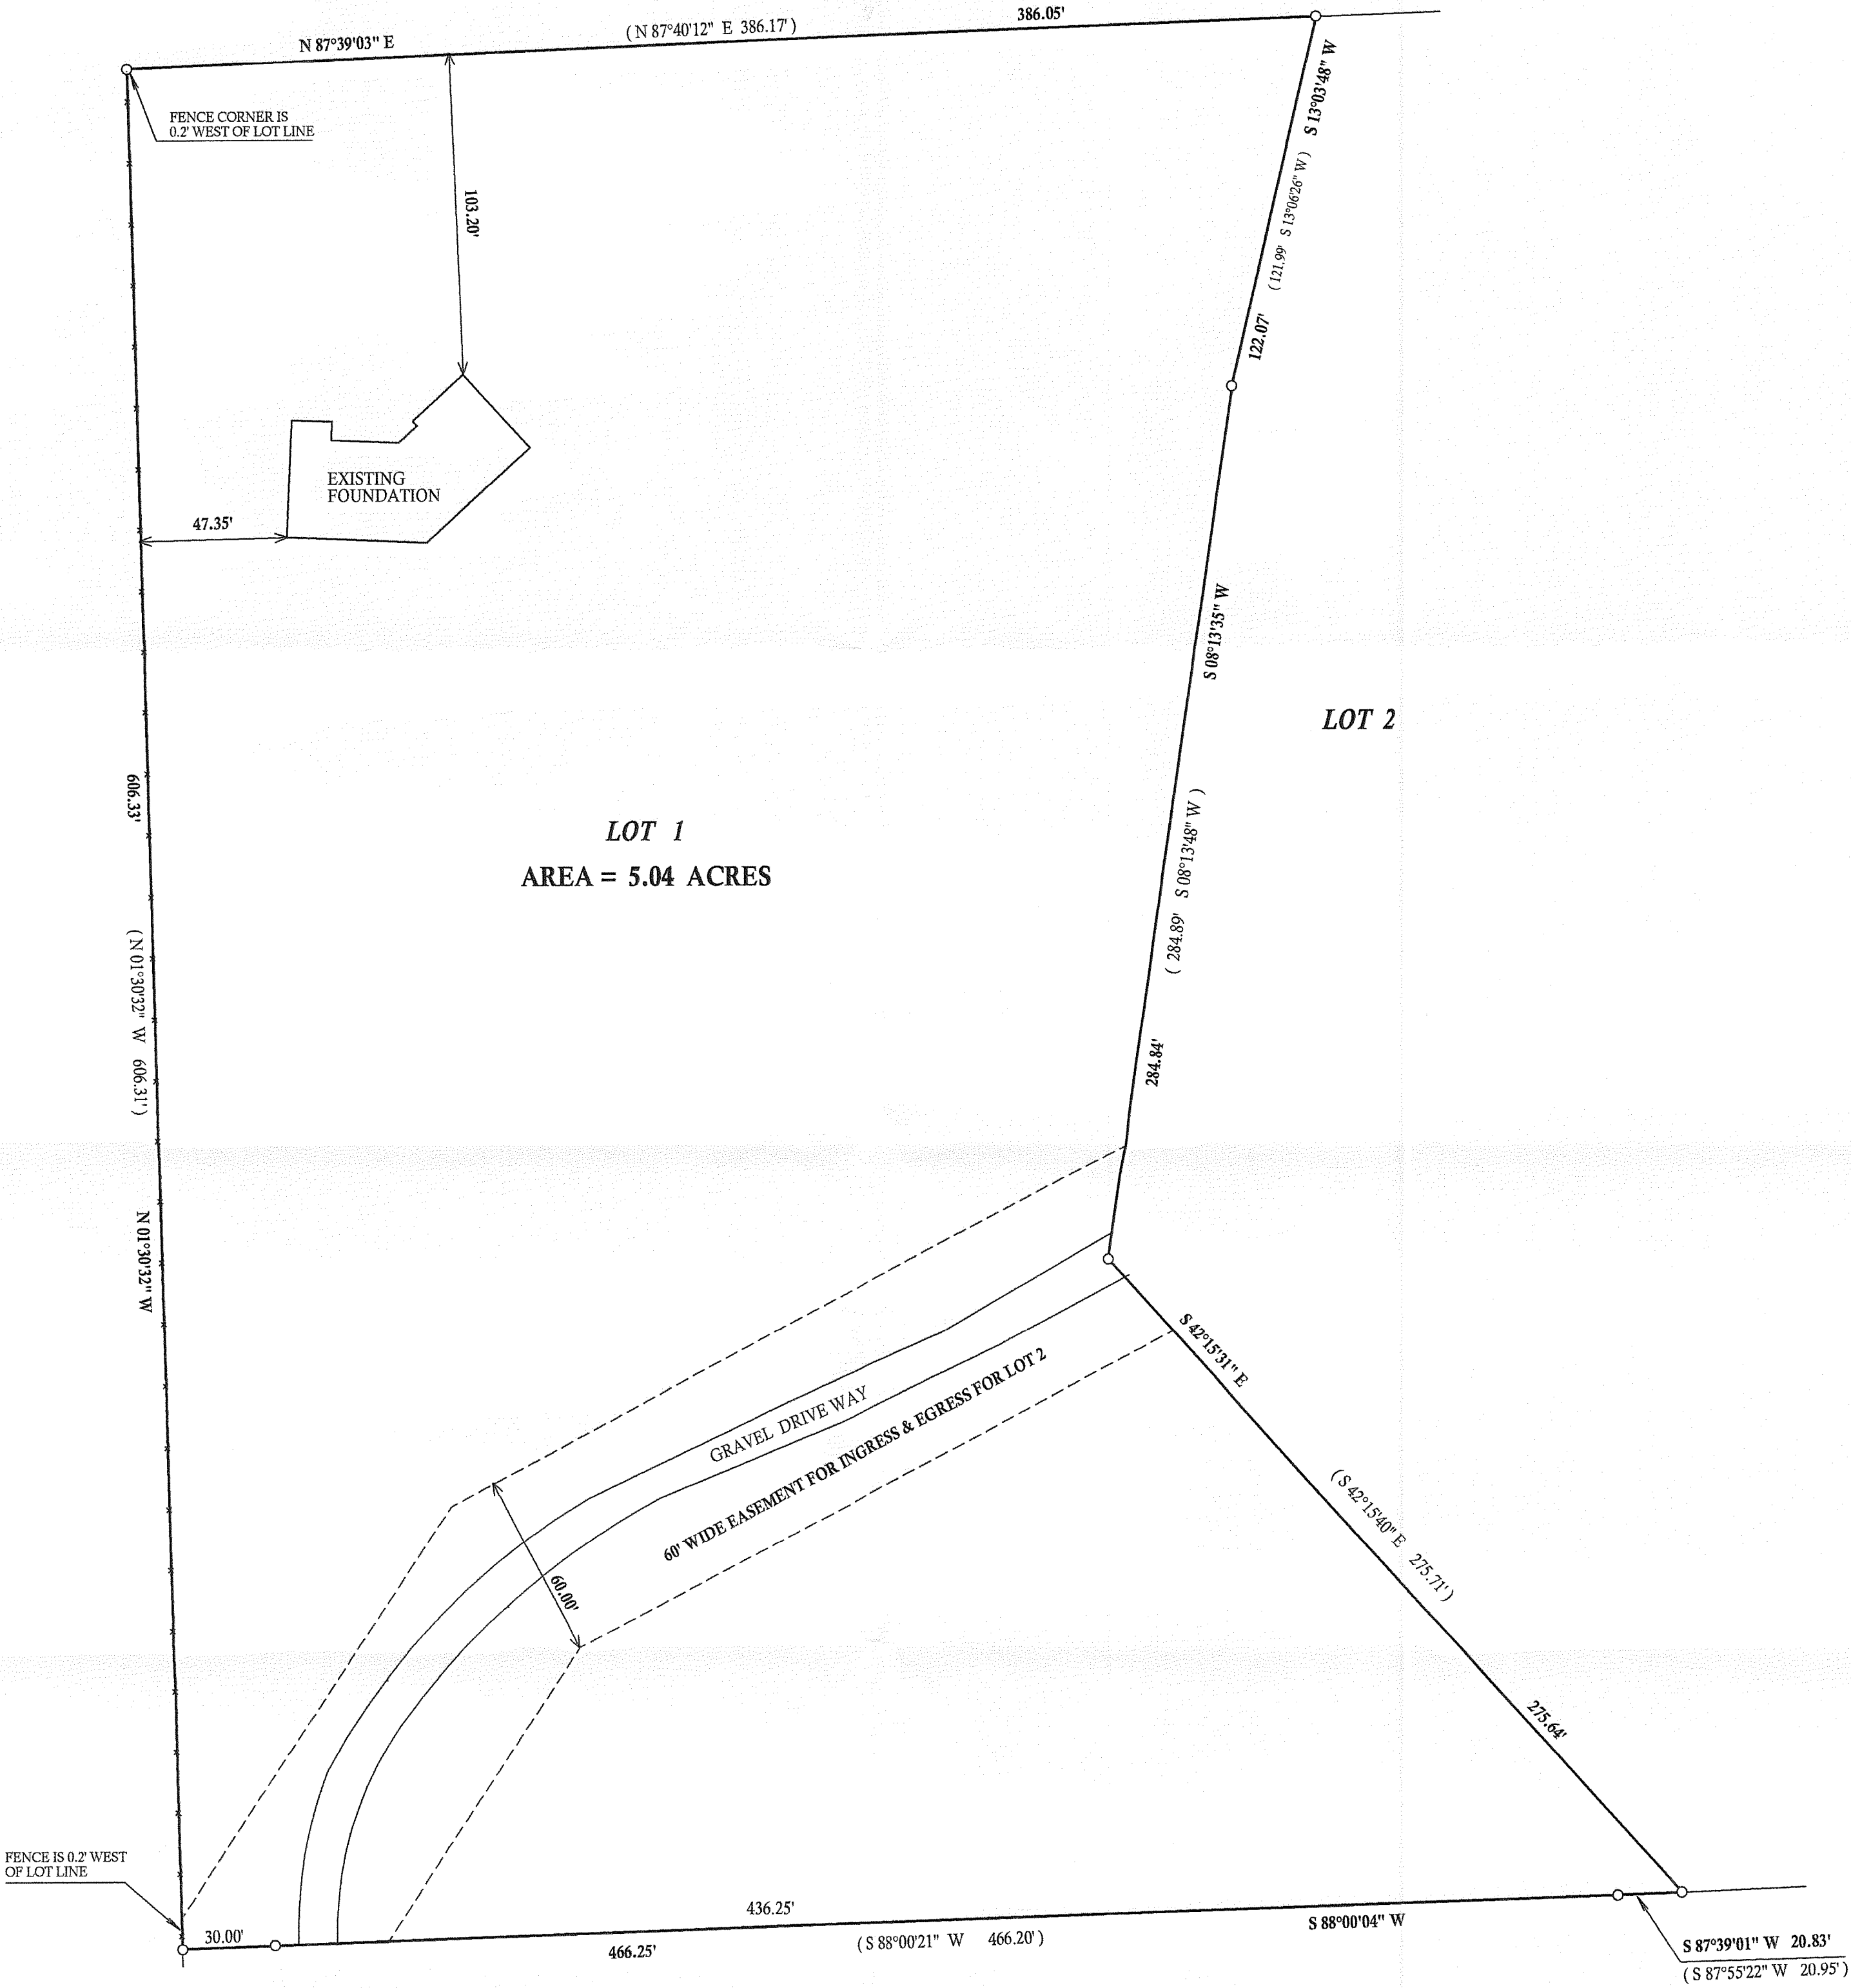 N 87°39'03" E
( N 87°40'12" E 386.17' )
386.05'
S 13°03'48" W
( 121.99' S 13°06'26" W )
122.07'
FENCE CORNER IS
0.2' WEST OF LOT LINE
103.20'
EXISTING
FOUNDATION
47.35'
S 08°13'35" W
( 284.89' S 08°13'48" W )
284.84'
LOT 2
606.33'
LOT 1
AREA = 5.04 ACRES
( N 01°30'32" W 606.31' )
N 01°30'32" W
S 42°15'31" E
( S 42°15'40" E 275.71' )
275.64'
GRAVEL DRIVE WAY
60' WIDE EASEMENT FOR INGRESS & EGRESS FOR LOT 2
60.00'
FENCE IS 0.2' WEST
OF LOT LINE
30.00'
436.25'
466.25'
( S 88°00'21" W 466.20' )
S 88°00'04" W
S 87°39'01" W 20.83'
( S 87°55'22" W 20.95' )